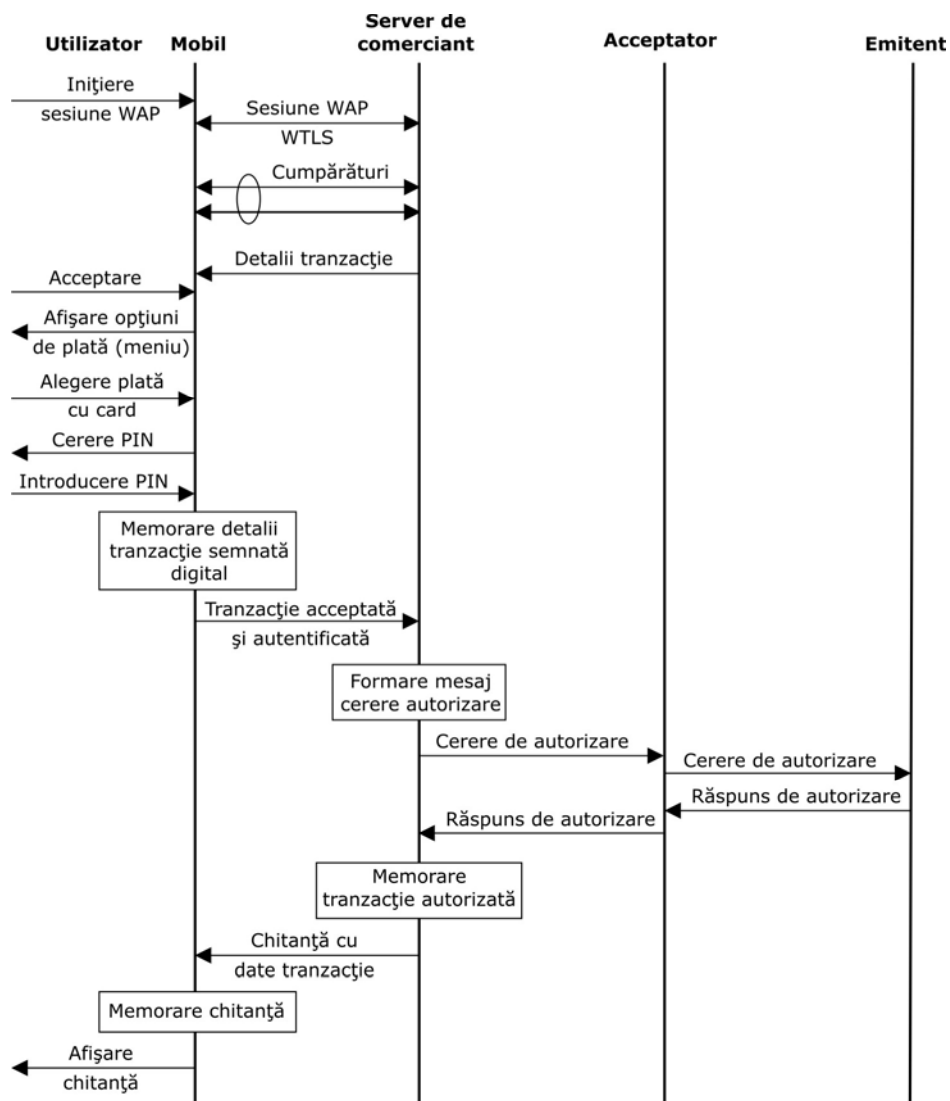 Utilizator
Mobil
Server de
comerciant
Acceptator
Emitent
Iniţiere
sesiune WAP
Sesiune WAP
WTLS
Cumpărături
Detalii tranzacţie
Acceptare
Afişare opţiuni
de plată (meniu)
Alegere plată
cu card
Cerere PIN
Introducere PIN
Memorare detalii
tranzacţie semnată
digital
Tranzacţie acceptată
şi autentificată
Formare mesaj
cerere autorizare
Cerere de autorizare
Cerere de autorizare
Răspuns de autorizare
Răspuns de autorizare
Memorare
tranzacţie autorizată
Chitanţă cu
date tranzacţie
Memorare chitanţă
Afişare
chitanţă